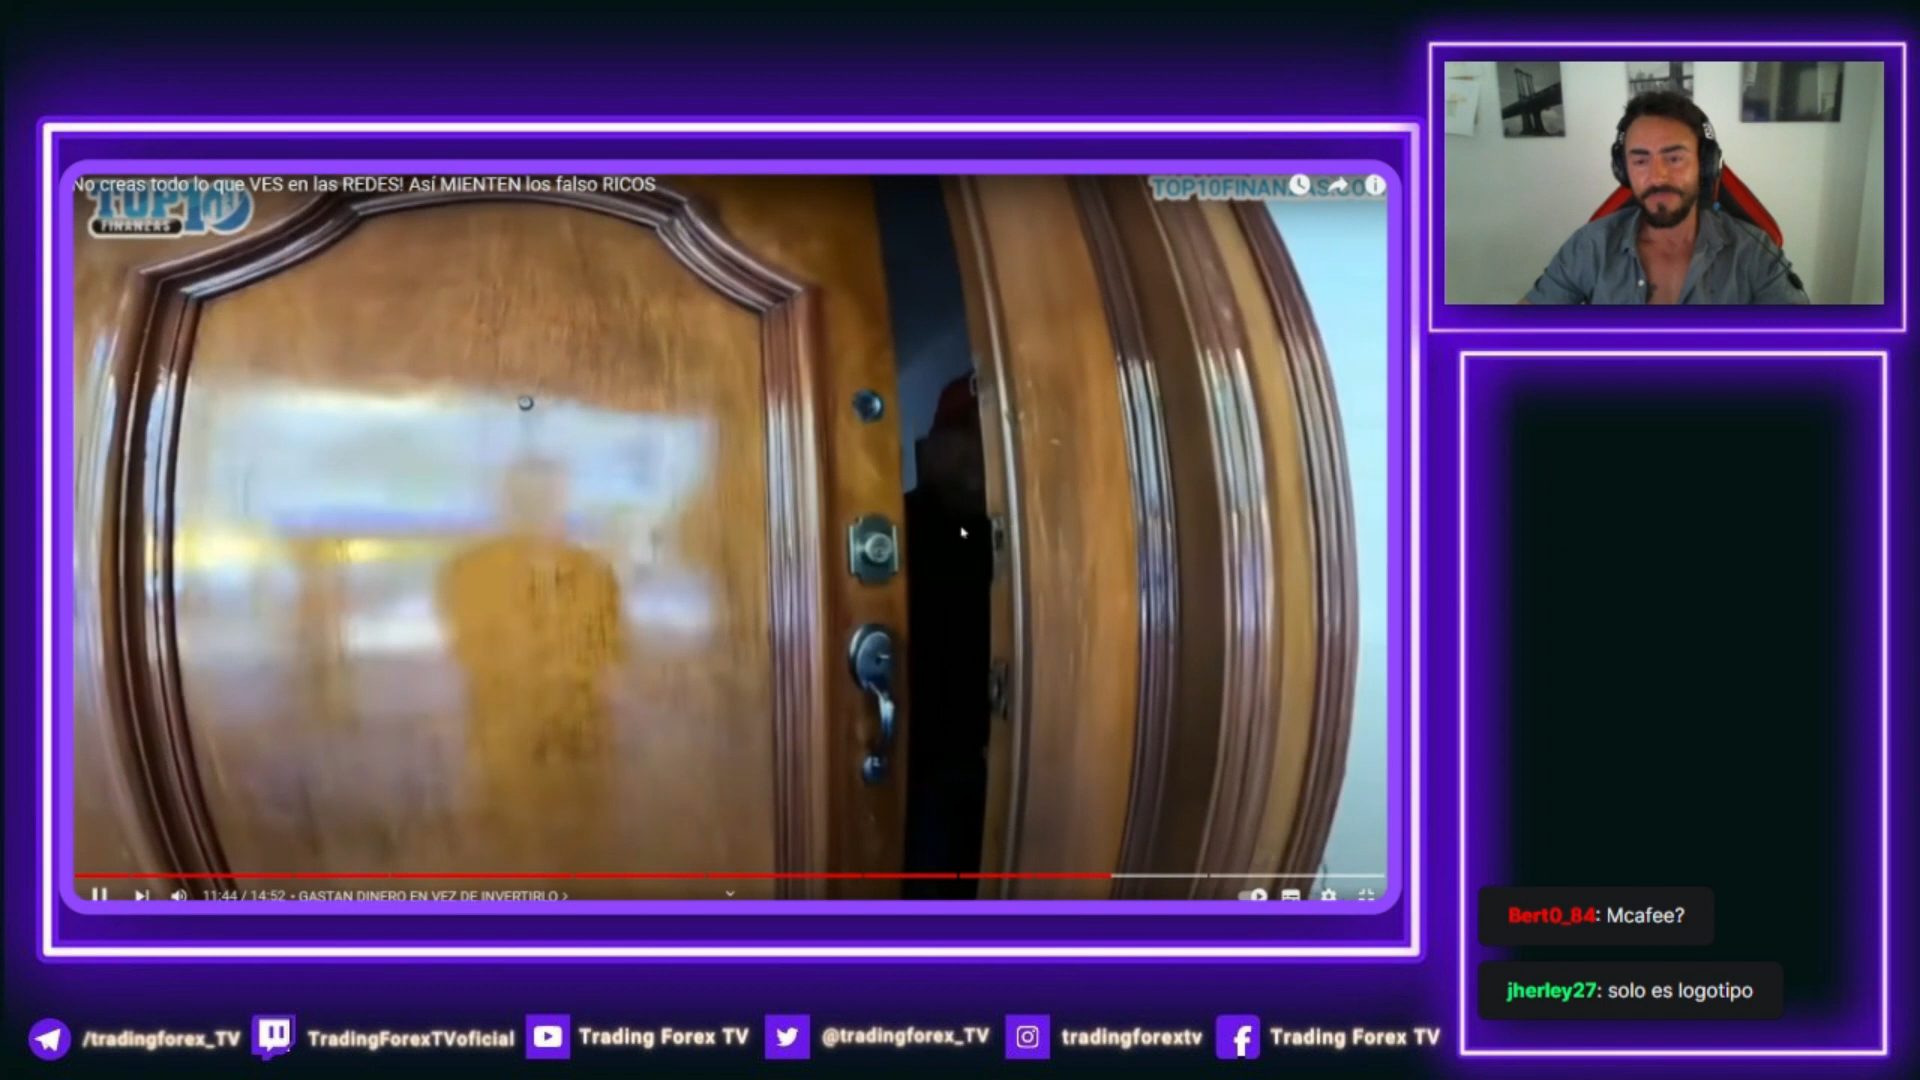 No creas todo lo que VES en las REDES! Así MIENTEN los falso RICOS
TOP10
FINANZAS
11:44 / 14:52 • GASTAN DINERO EN VEZ DE INVERTIRLO >
Bert0_84: Mcafee?
jherley27: solo es logotipo
/tradingforex_TV
TradingForexTVoficial
Trading Forex TV
@tradingforex_TV
tradingforextv
Trading Forex TV